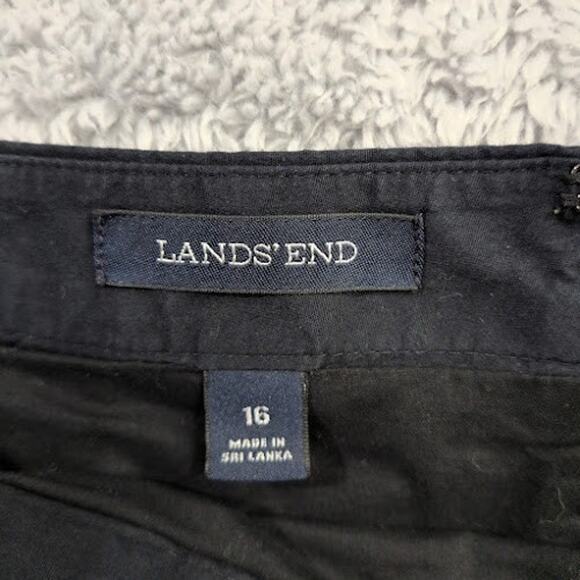 LANDS' END
16
MADE IN
SRI LANKA